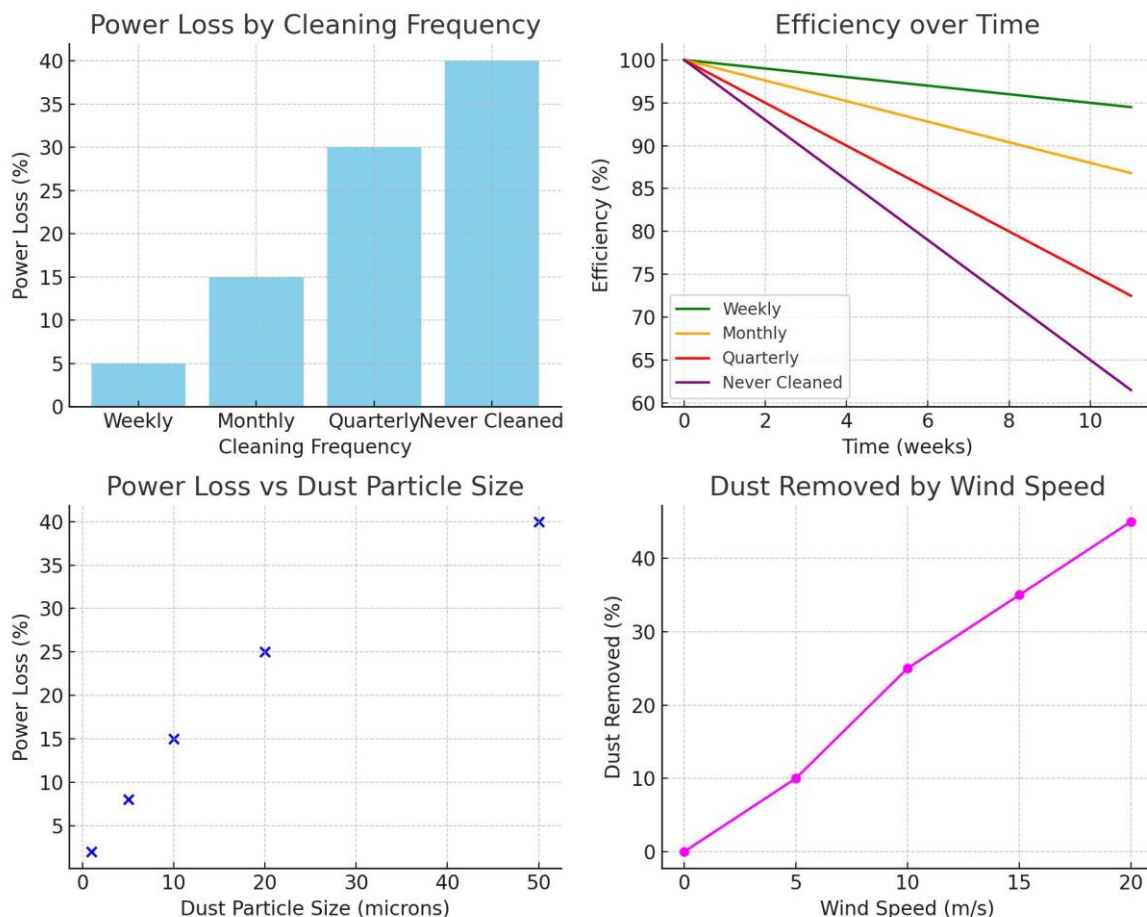 Power Loss by Cleaning Frequency
40
35
30
25
20
15
10
5
0
Power Loss (%)
Weekly Monthly Quarterly Never Cleaned
Cleaning Frequency
Efficiency over Time
100
95
90
85
80
75
70
65
60
Efficiency (%)
Weekly
Monthly
Quarterly
Never Cleaned
0 2 4 6 8 10
Time (weeks)
Power Loss vs Dust Particle Size
40
35
30
25
20
15
10
5
Power Loss (%)
0 10 20 30 40 50
Dust Particle Size (microns)
Dust Removed by Wind Speed
40
30
20
10
0
Dust Removed (%)
0 5 10 15 20
Wind Speed (m/s)